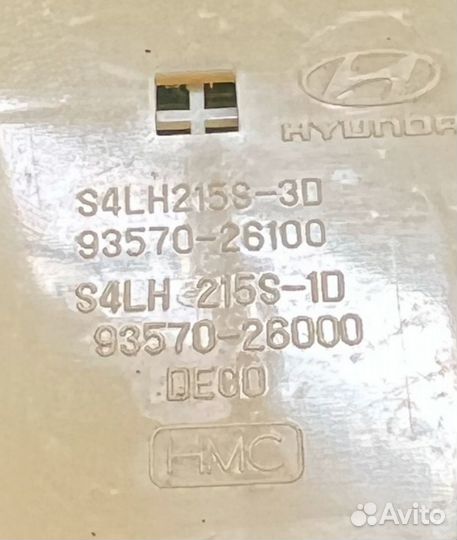 HYUNDAI
S4LH215S-3D
93570-26100
S4LH 215S-1D
93570-26000
DECO
HMC
Avito